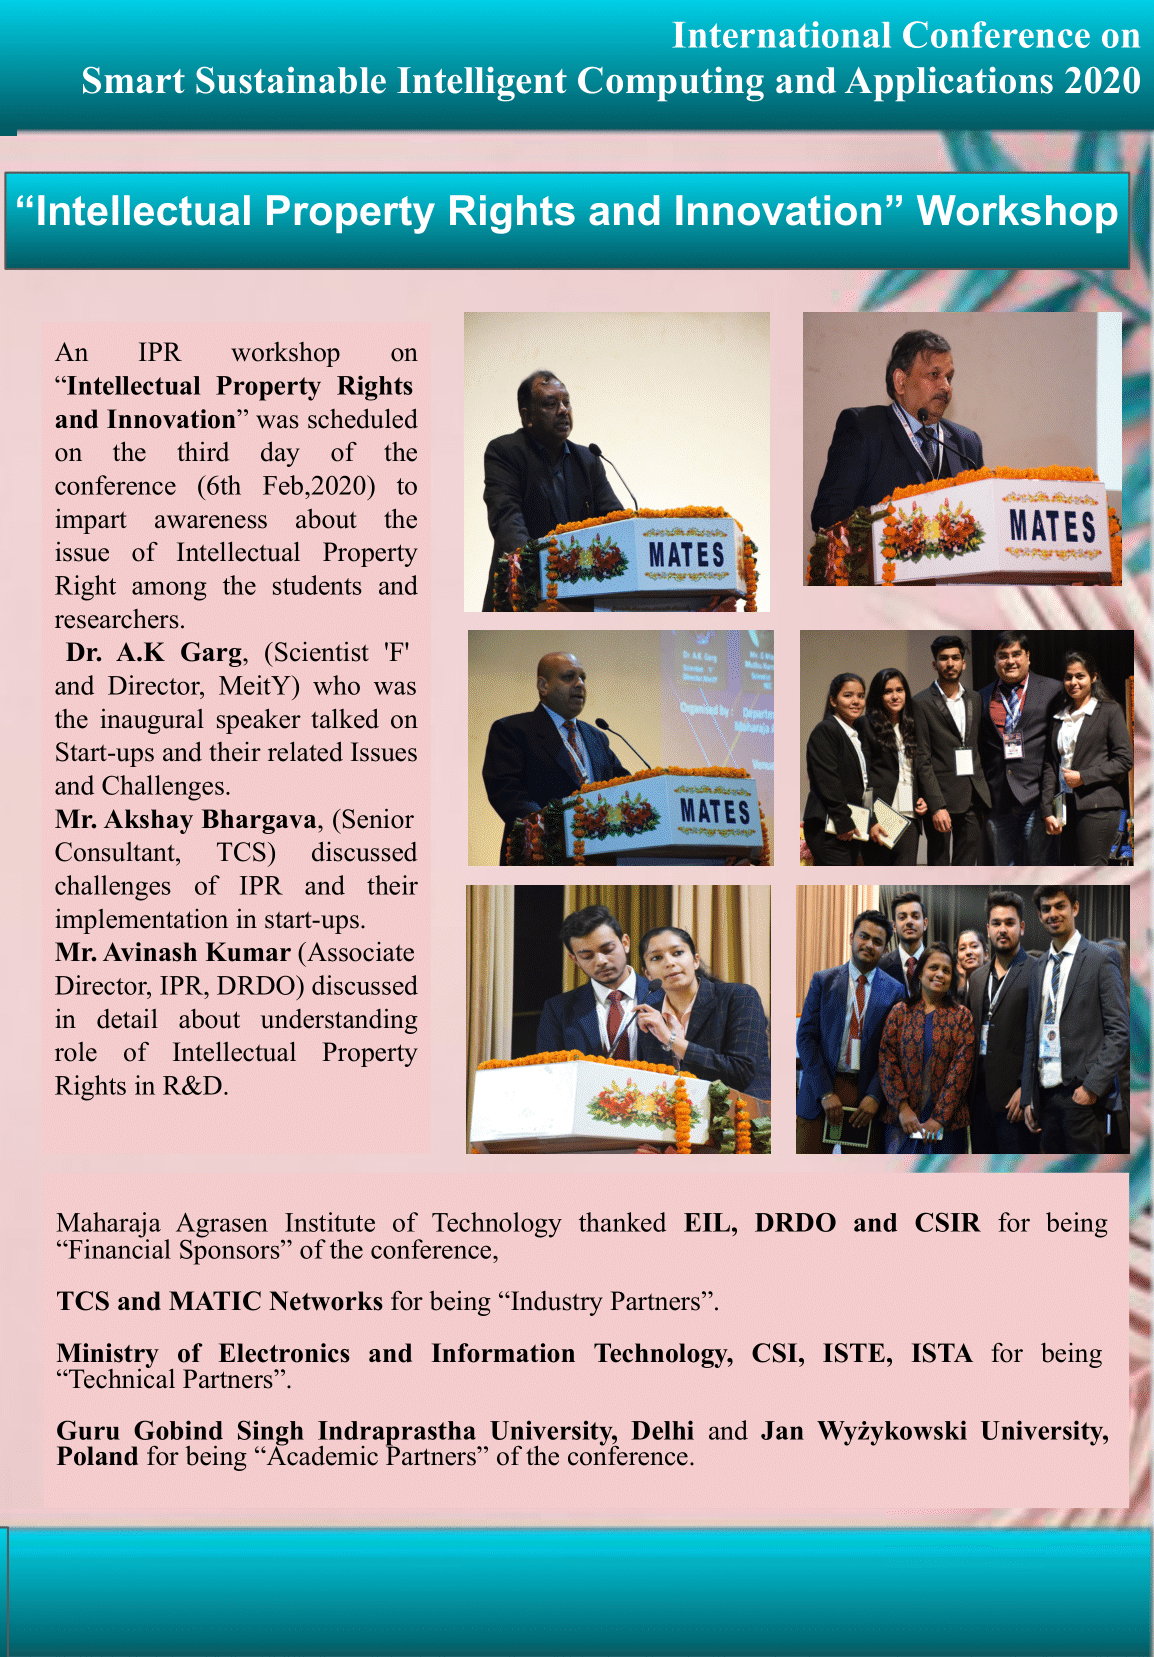 International Conference on
Smart Sustainable Intelligent Computing and Applications 2020
“Intellectual Property Rights and Innovation” Workshop
An IPR workshop on
“Intellectual Property Rights
and Innovation” was scheduled
on the third day of the
conference (6th Feb,2020) to
impart awareness about the
issue of Intellectual Property
Right among the students and
researchers.
Dr. A.K Garg, (Scientist 'F'
and Director, MeitY) who was
the inaugural speaker talked on
Start-ups and their related Issues
and Challenges.
Mr. Akshay Bhargava, (Senior
Consultant, TCS) discussed
challenges of IPR and their
implementation in start-ups.
Mr. Avinash Kumar (Associate
Director, IPR, DRDO) discussed
in detail about understanding
role of Intellectual Property
Rights in R&D.
MATES
MATES
Dr. A.K. Garg
Organised by :
MATES
Maharaja Agrasen Institute of Technology thanked EIL, DRDO and CSIR for being
“Financial Sponsors” of the conference,
TCS and MATIC Networks for being “Industry Partners”.
Ministry of Electronics and Information Technology, CSI, ISTE, ISTA for being
“Technical Partners”.
Guru Gobind Singh Indraprastha University, Delhi and Jan Wyżykowski University,
Poland for being “Academic Partners” of the conference.